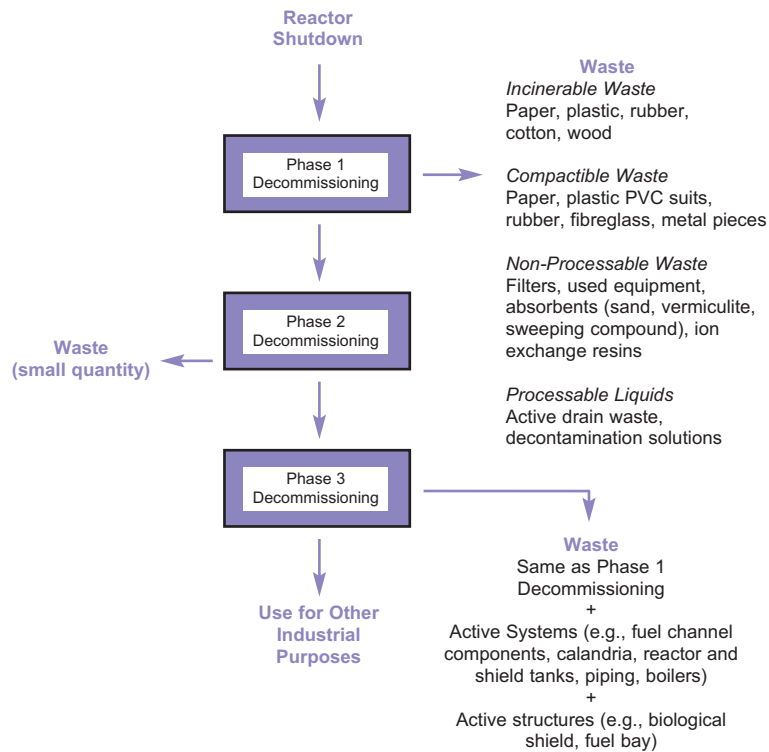 Reactor
Shutdown
Waste
Incinerable Waste
Paper, plastic, rubber,
cotton, wood
Phase 1
Decommissioning
Compactible Waste
Paper, plastic PVC suits,
rubber, fibreglass, metal pieces
Non-Processable Waste
Filters, used equipment,
absorbents (sand, vermiculite,
sweeping compound), ion
exchange resins
Phase 2
Decommissioning
Waste
(small quantity)
Processable Liquids
Active drain waste,
decontamination solutions
Phase 3
Decommissioning
Waste
Same as Phase 1
Decommissioning
+
Active Systems (e.g., fuel channel
components, calandria, reactor and
shield tanks, piping, boilers)
+
Active structures (e.g., biological
shield, fuel bay)
Use for Other
Industrial
Purposes